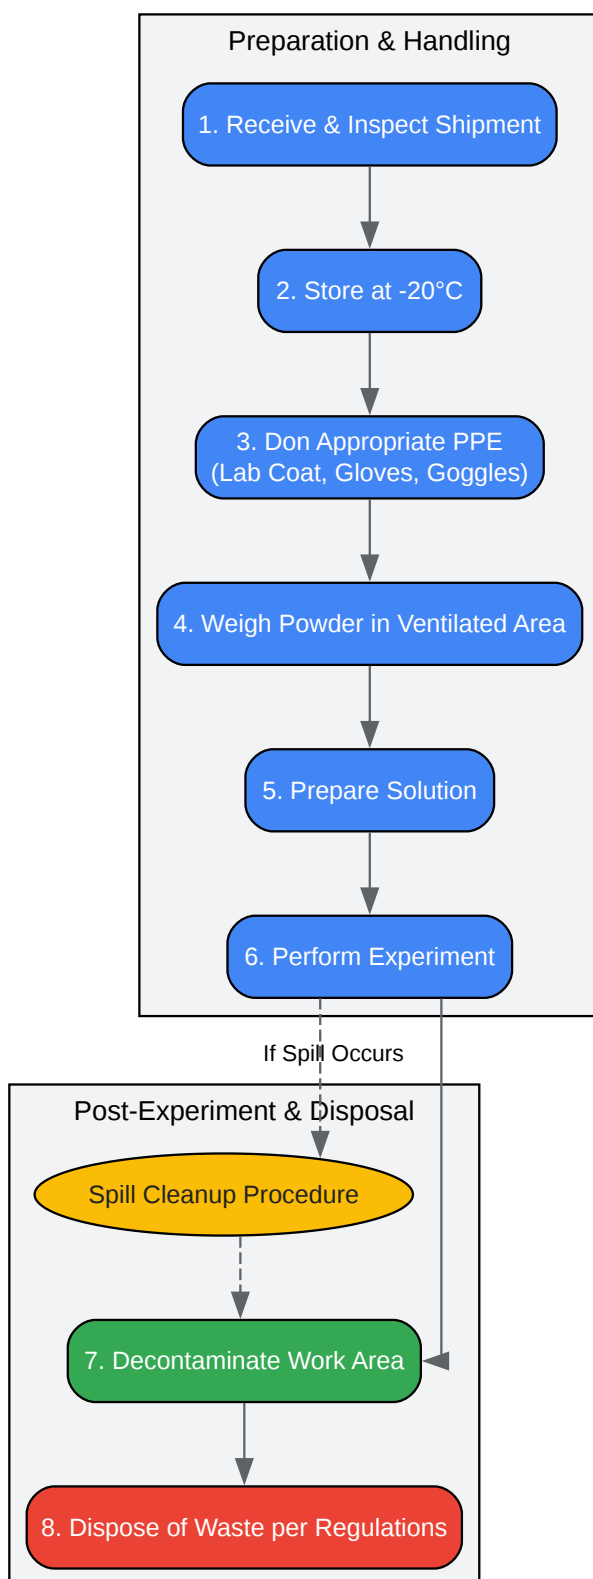 Preparation & Handling
1. Receive & Inspect Shipment
2. Store at -20°C
3. Don Appropriate PPE
(Lab Coat, Gloves, Goggles)
4. Weigh Powder in Ventilated Area
5. Prepare Solution
6. Perform Experiment
If Spill Occurs
Post-Experiment & Disposal
Spill Cleanup Procedure
7. Decontaminate Work Area
8. Dispose of Waste per Regulations